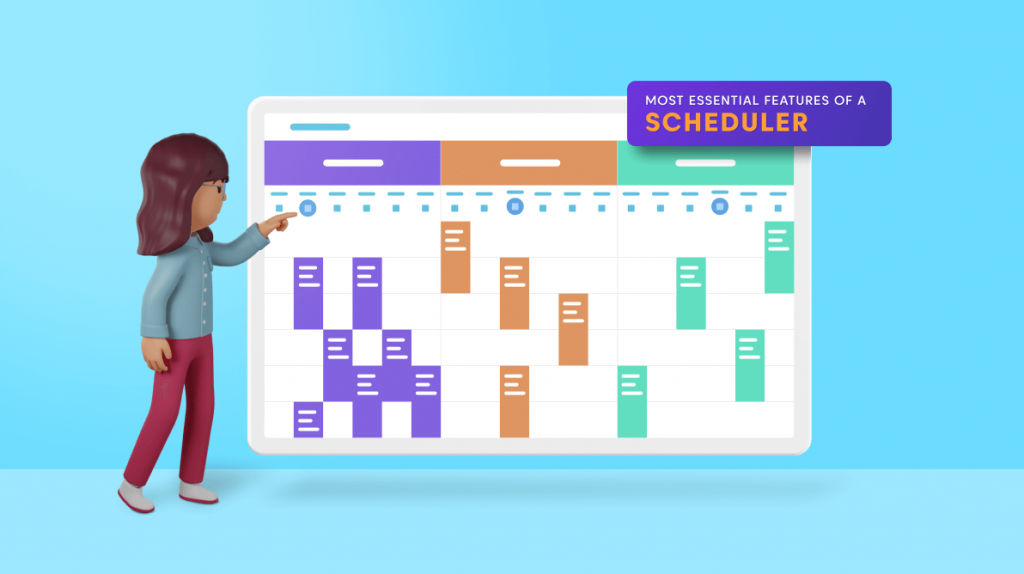 MOST ESSENTIAL FEATURES OF A
SCHEDULER